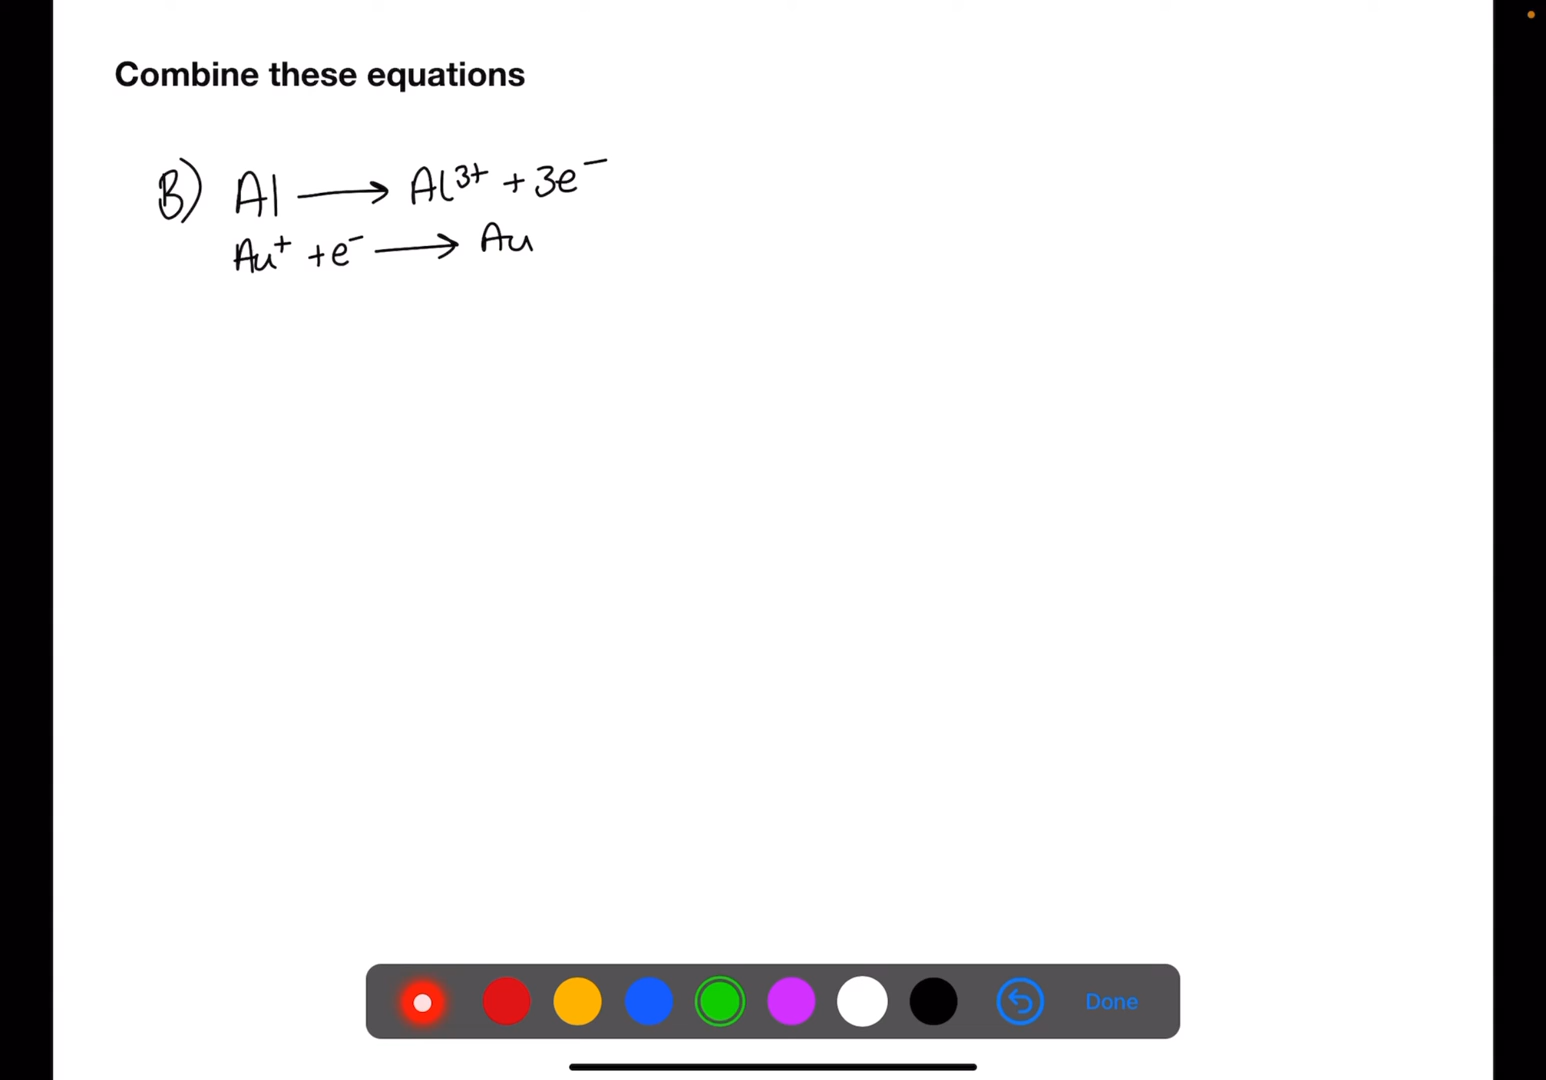 Combine these equations
B) Al ⟶ Al³⁺ + 3e⁻
Au⁺ + e⁻ ⟶ Au
Done